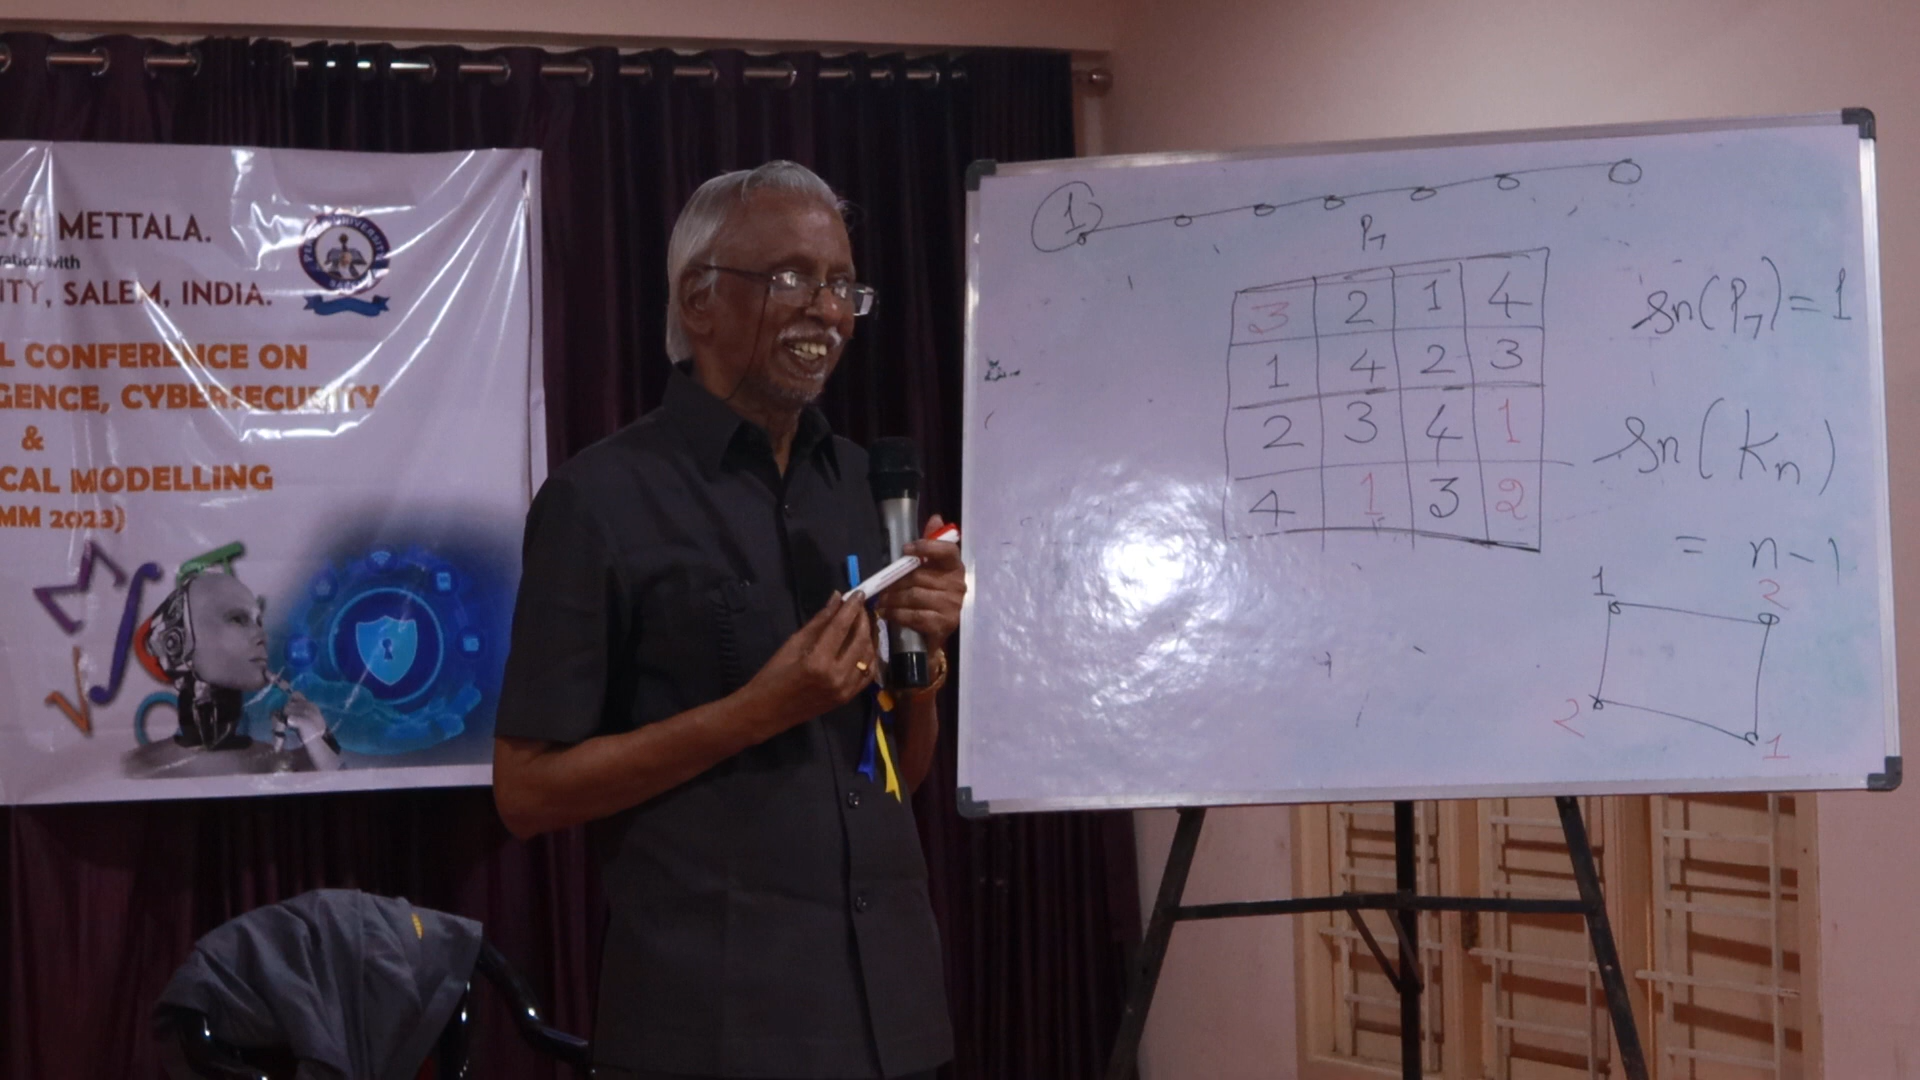 METTALA.
with
ITY, SALEM, INDIA.
L CONFERENCE ON
GENCE, CYBERSECURITY
&
CAL MODELLING
MM 2023)
1
P7
3 2 1 4
1 4 2 3
2 3 4 1
4 1 3 2
Sn(P7)=1
Sn(Kn)
= n-1
1 2
2 1